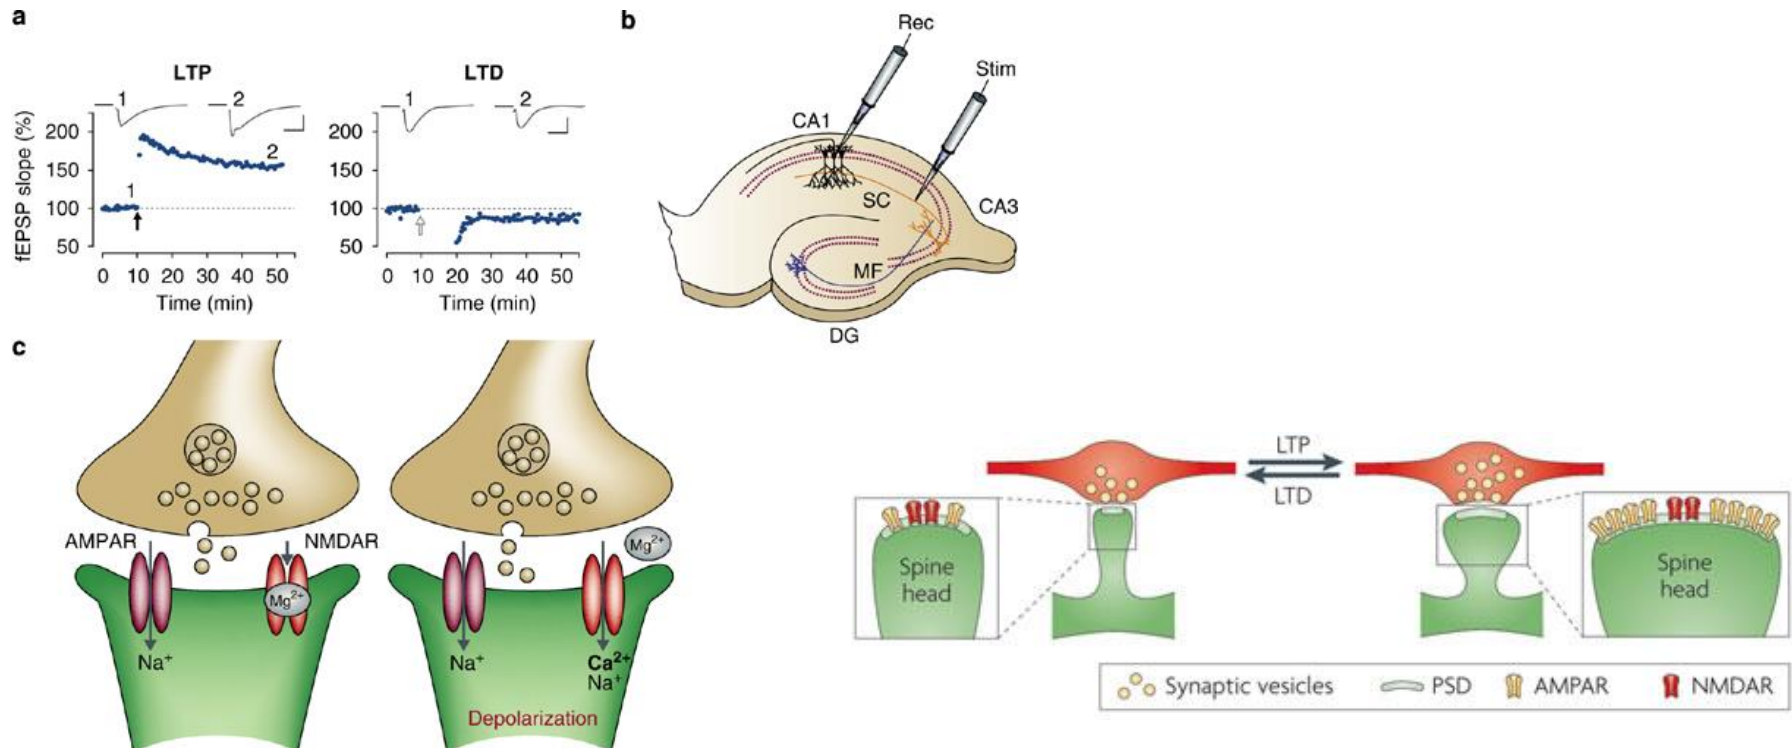 a
LTP
LTD
1
2
1
2
fEPSP slope (%)
200
150
100
50
2
1
0 10 20 30 40 50
Time (min)
200
150
100
50
0 10 20 30 40 50
Time (min)
b
Rec
Stim
CA1
SC
CA3
MF
DG
c
AMPAR
NMDAR
Mg²⁺
Mg²⁺
Na⁺
Na⁺
Ca²⁺
Na⁺
Depolarization
LTP
LTD
Spine
head
Spine
head
Synaptic vesicles PSD AMPAR NMDAR